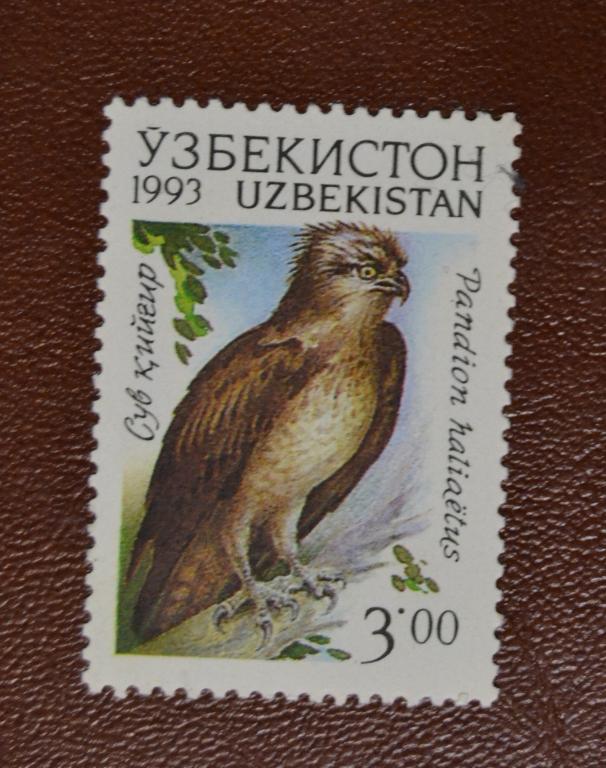 ЎЗБЕКИСТОН
1993 UZBEKISTAN
Сув қийғир
Pandion haliaëtus
3.00